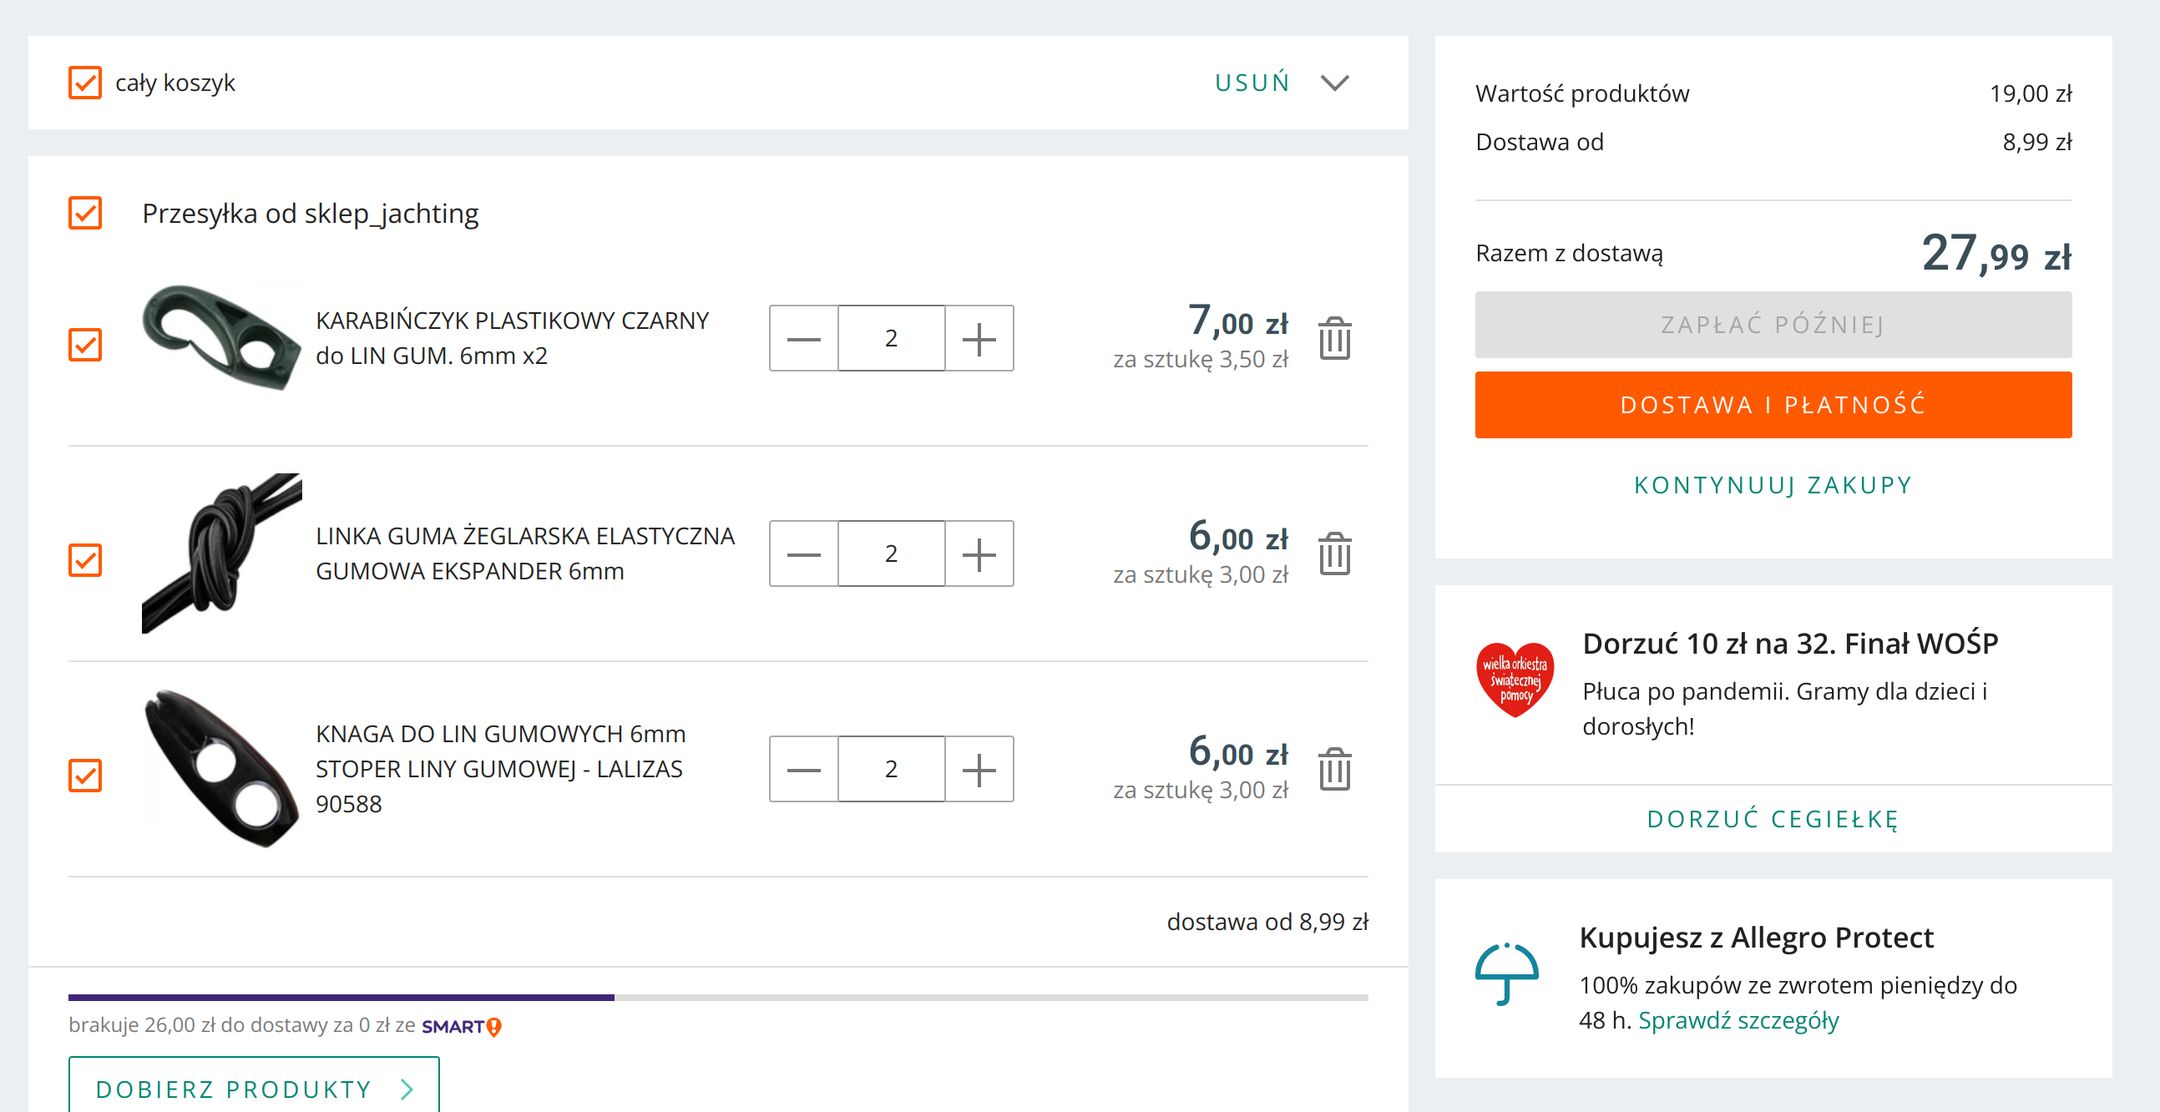 cały koszyk
USUŃ
Przesyłka od sklep_jachting
KARABIŃCZYK PLASTIKOWY CZARNY
do LIN GUM. 6mm x2
2
7,00 zł
za sztukę 3,50 zł
LINKA GUMA ŻEGLARSKA ELASTYCZNA
GUMOWA EKSPANDER 6mm
2
6,00 zł
za sztukę 3,00 zł
KNAGA DO LIN GUMOWYCH 6mm
STOPER LINY GUMOWEJ - LALIZAS
90588
2
6,00 zł
za sztukę 3,00 zł
dostawa od 8,99 zł
brakuje 26,00 zł do dostawy za 0 zł ze SMART!
DOBIERZ PRODUKTY
Wartość produktów 19,00 zł
Dostawa od 8,99 zł
Razem z dostawą 27,99 zł
ZAPŁAĆ PÓŹNIEJ
DOSTAWA I PŁATNOŚĆ
KONTYNUUJ ZAKUPY
wielka orkiestra
świątecznej
pomocy
Dorzuć 10 zł na 32. Finał WOŚP
Płuca po pandemii. Gramy dla dzieci i
dorosłych!
DORZUĆ CEGIEŁKĘ
Kupujesz z Allegro Protect
100% zakupów ze zwrotem pieniędzy do
48 h. Sprawdź szczegóły